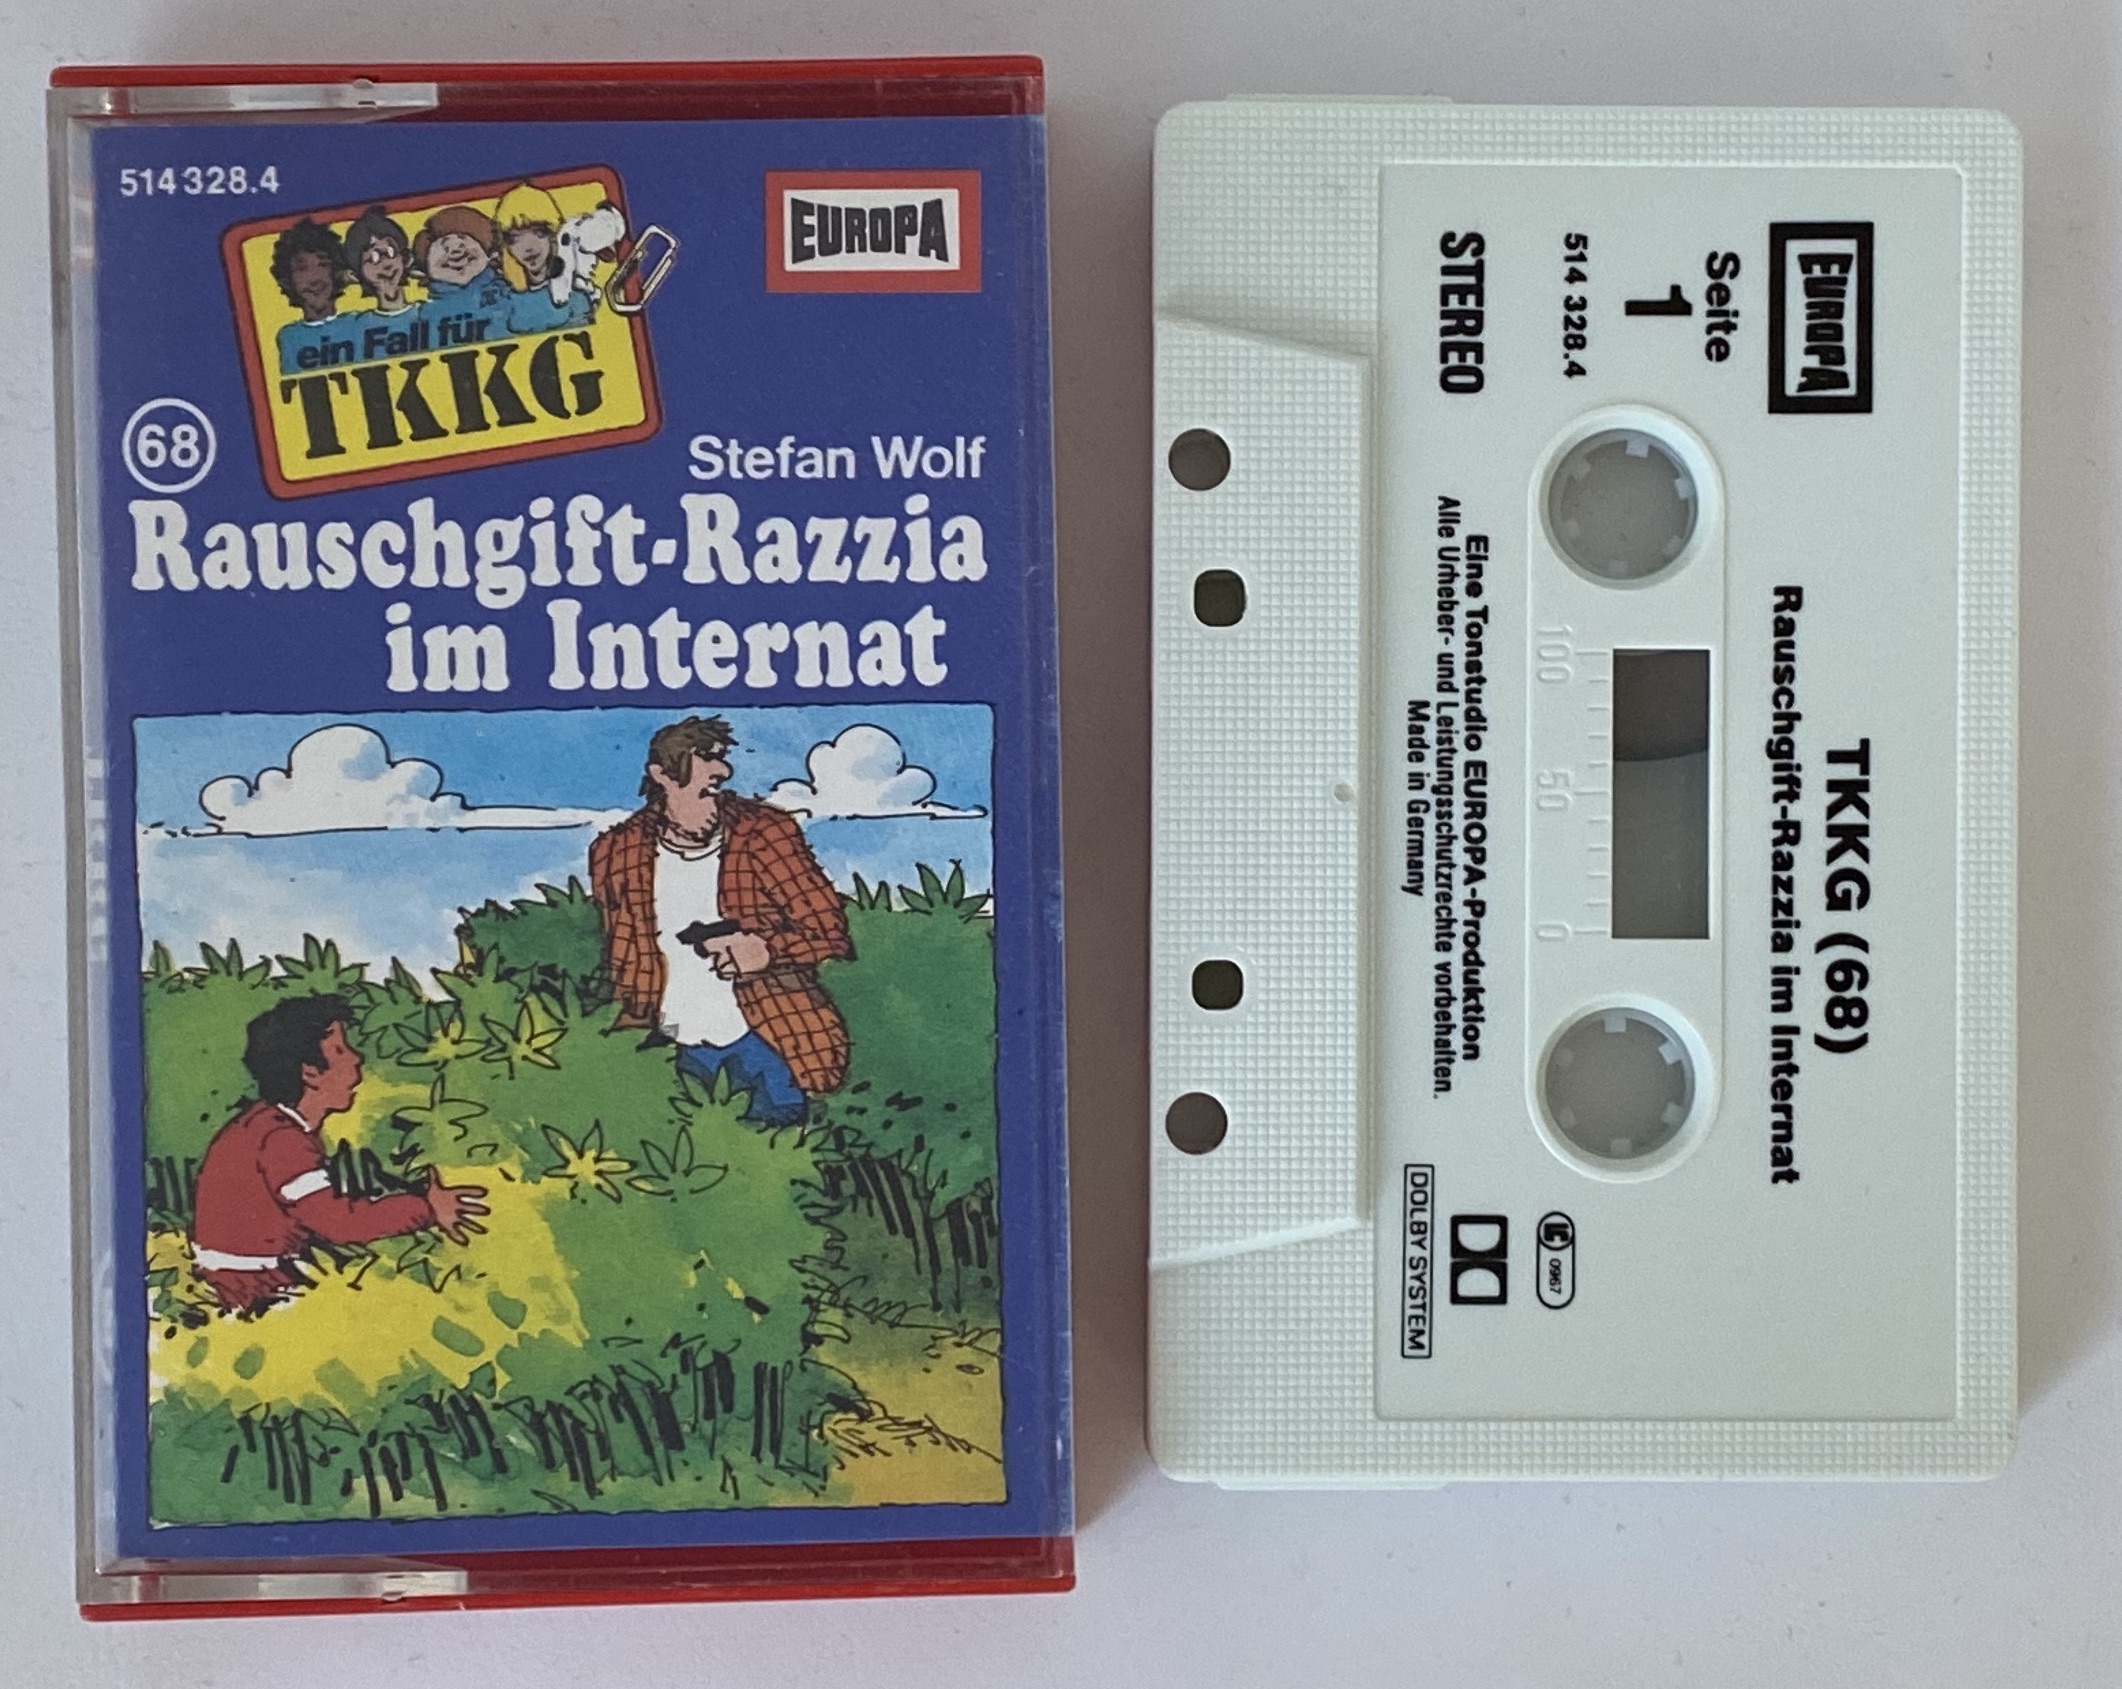 514 328.4
EUROPA
ein Fall für
TKKG
68
Stefan Wolf
Rauschgift-Razzia
im Internat
EUROPA
TKKG (68)
Rauschgift-Razzia im Internat
Seite
1
514 328.4
STEREO
100 50 0
Eine Tonstudio EUROPA-Produktion
Alle Urheber- und Leistungsschutzrechte vorbehalten.
Made in Germany
0967
DOLBY SYSTEM